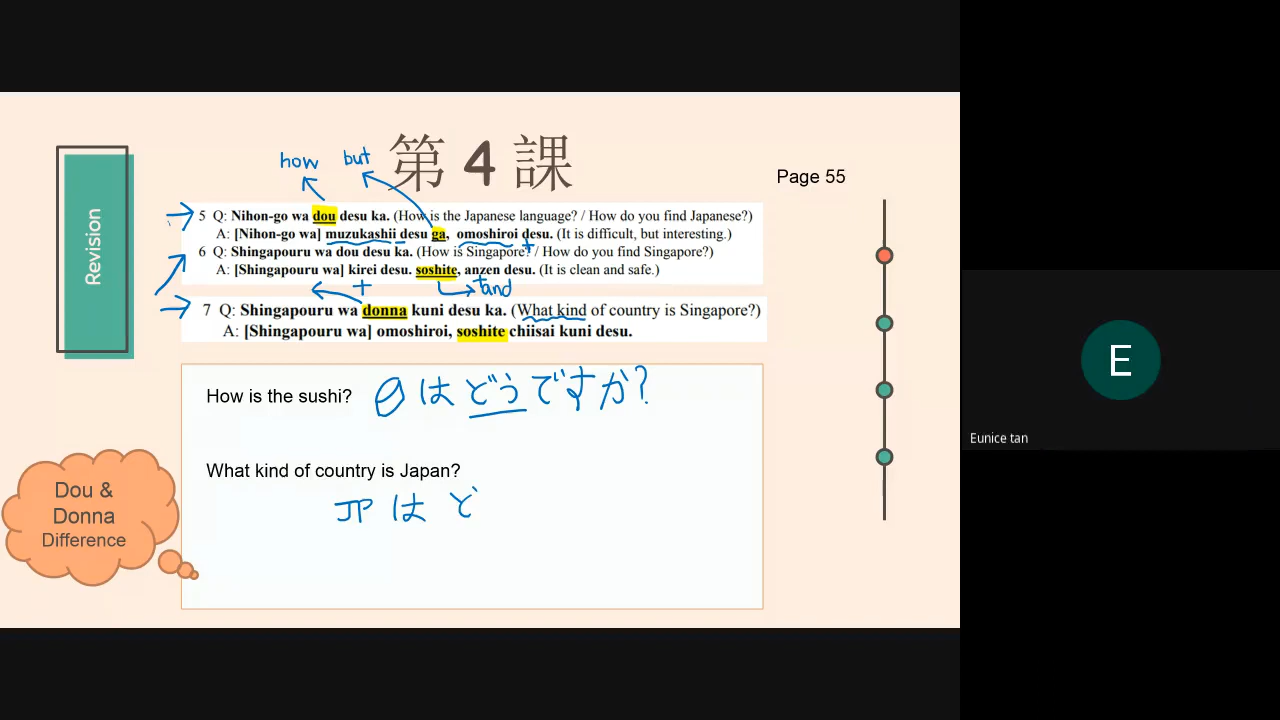 Revision
how but
第 4 課
Page 55
5 Q: Nihon-go wa dou desu ka. (How is the Japanese language? / How do you find Japanese?)
A: [Nihon-go wa] muzukashii desu ga, omoshiroi desu. (It is difficult, but interesting.)
+
6 Q: Shingapouru wa dou desu ka. (How is Singapore? / How do you find Singapore?)
A: [Shingapouru wa] kirei desu. soshite, anzen desu. (It is clean and safe.)
+ and
7 Q: Shingapouru wa donna kuni desu ka. (What kind of country is Singapore?)
A: [Shingapouru wa] omoshiroi, soshite chiisai kuni desu.
How is the sushi? はどうですか?
What kind of country is Japan?
JP は ど
Dou &
Donna
Difference
E
Eunice tan